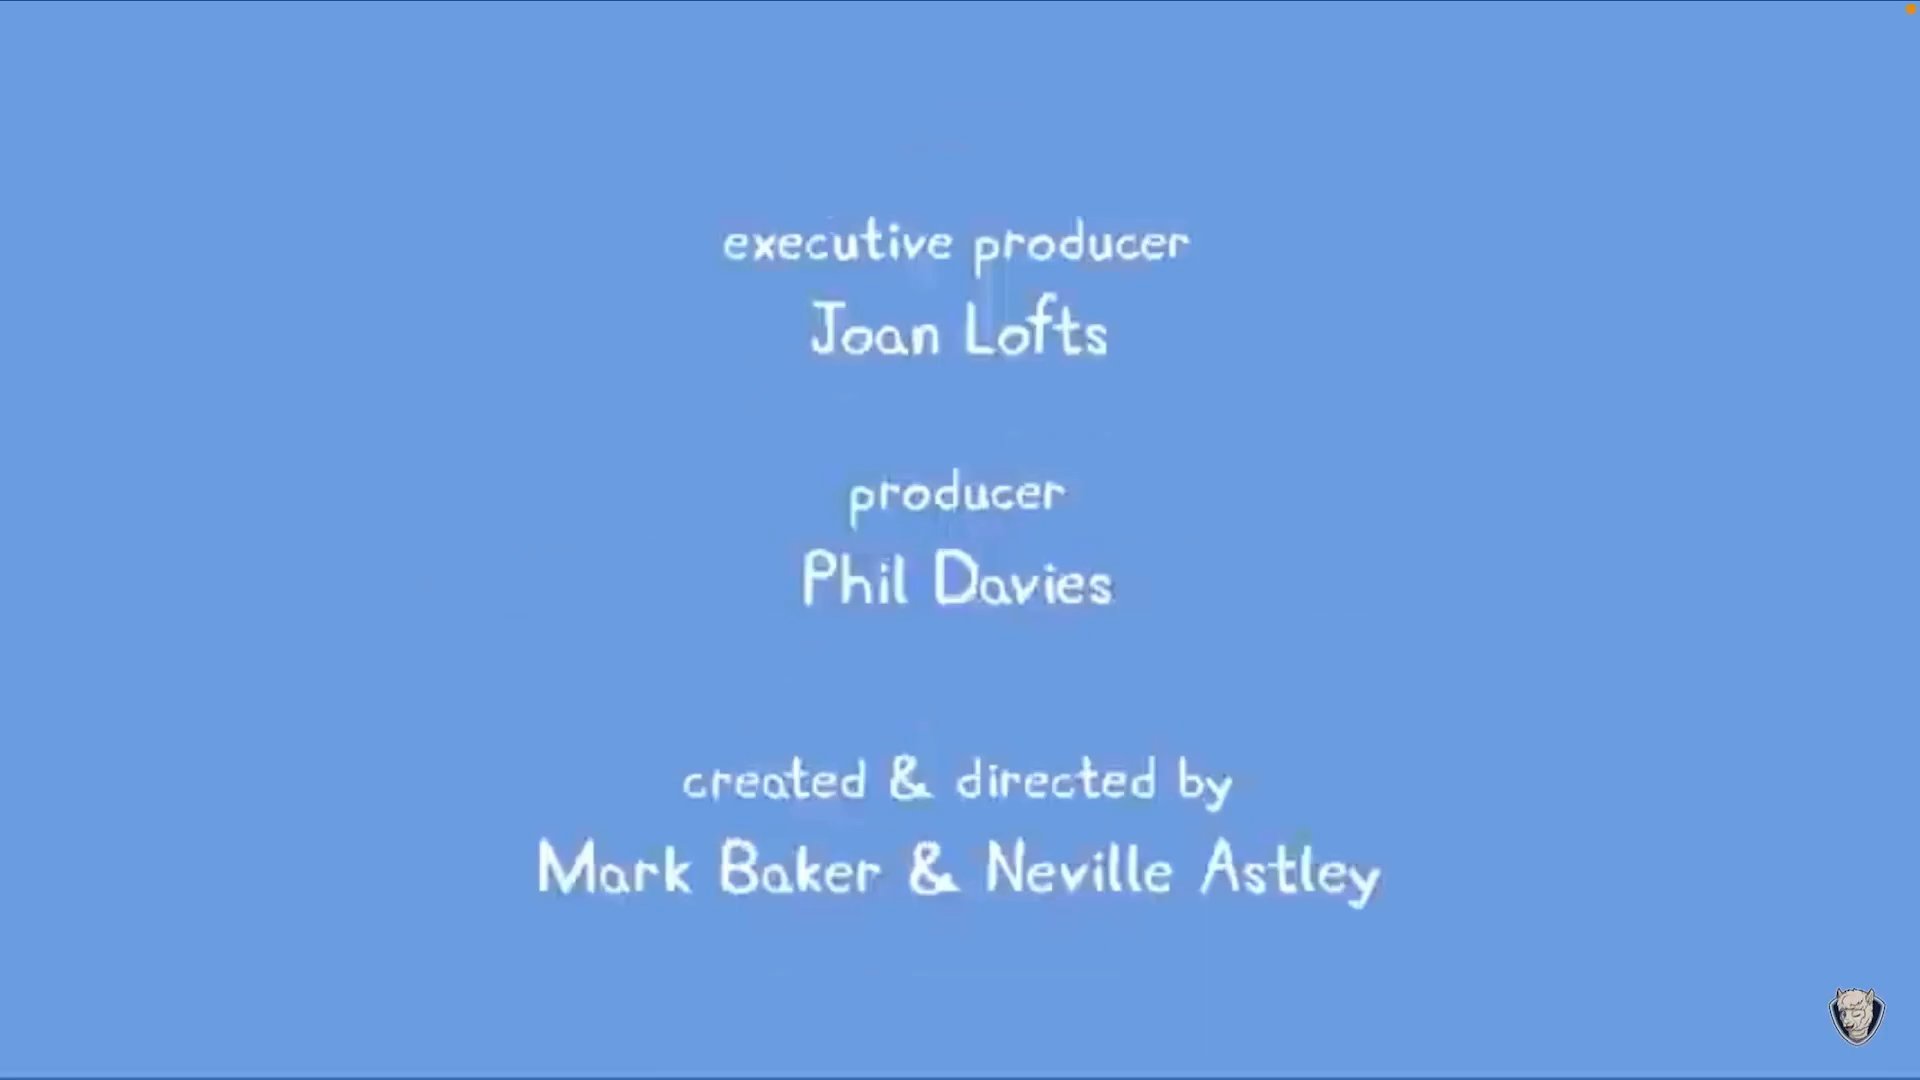 executive producer
Joan Lofts
producer
Phil Davies
created & directed by
Mark Baker & Neville Astley